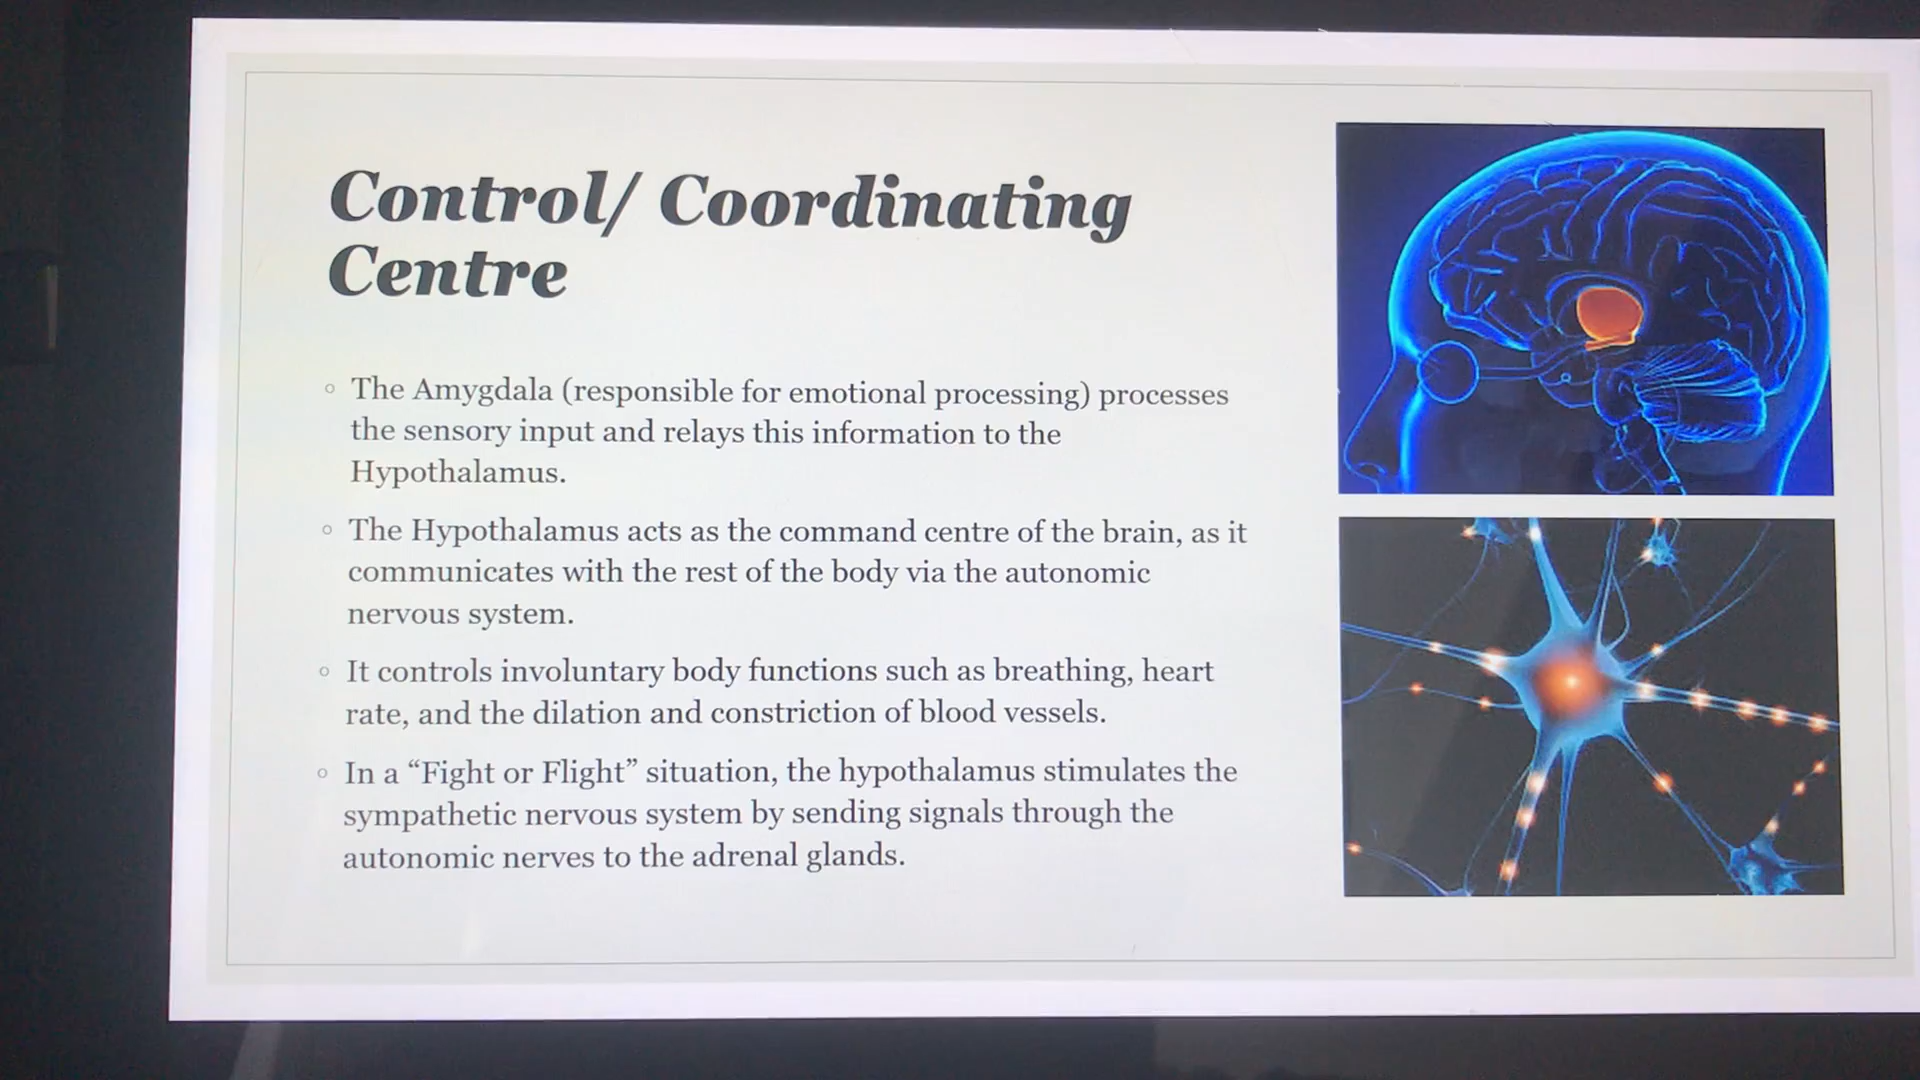 Control/ Coordinating
Centre
◦ The Amygdala (responsible for emotional processing) processes
the sensory input and relays this information to the
Hypothalamus.
◦ The Hypothalamus acts as the command centre of the brain, as it
communicates with the rest of the body via the autonomic
nervous system.
◦ It controls involuntary body functions such as breathing, heart
rate, and the dilation and constriction of blood vessels.
◦ In a “Fight or Flight” situation, the hypothalamus stimulates the
sympathetic nervous system by sending signals through the
autonomic nerves to the adrenal glands.